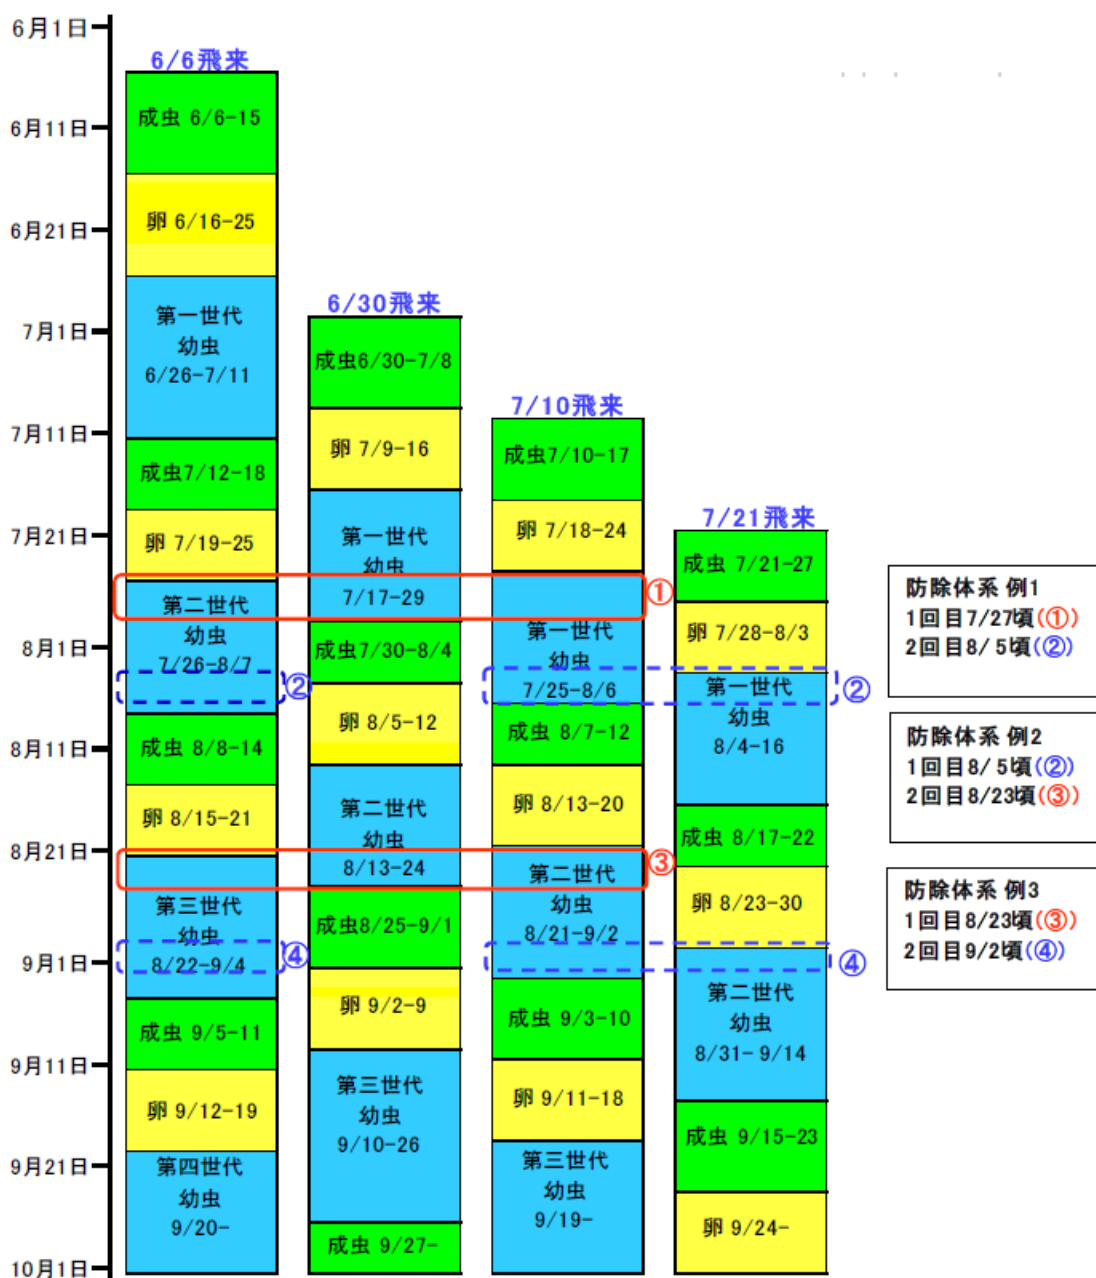 6月1日
6月11日
6月21日
7月1日
7月11日
7月21日
8月1日
8月11日
8月21日
9月1日
9月11日
9月21日
10月1日
6/6飛来
成虫 6/6-15
卵 6/16-25
第一世代
幼虫
6/26-7/11
成虫7/12-18
卵 7/19-25
第二世代
幼虫
7/26-8/7
②
成虫 8/8-14
卵 8/15-21
第三世代
幼虫
8/22-9/4
④
成虫 9/5-11
卵 9/12-19
第四世代
幼虫
9/20-
6/30飛来
成虫6/30-7/8
卵 7/9-16
第一世代
幼虫
7/17-29
成虫7/30-8/4
卵 8/5-12
第二世代
幼虫
8/13-24
成虫8/25-9/1
卵 9/2-9
第三世代
幼虫
9/10-26
成虫 9/27-
7/10飛来
成虫7/10-17
卵 7/18-24
①
第一世代
幼虫
7/25-8/6
成虫 8/7-12
卵 8/13-20
③
第二世代
幼虫
8/21-9/2
成虫 9/3-10
卵 9/11-18
第三世代
幼虫
9/19-
7/21飛来
成虫 7/21-27
卵 7/28-8/3
第一世代
幼虫
8/4-16
②
成虫 8/17-22
卵 8/23-30
④
第二世代
幼虫
8/31- 9/14
成虫 9/15-23
卵 9/24-
防除体系 例1
1回目7/27頃(①)
2回目8/ 5頃(②)
防除体系 例2
1回目8/ 5頃(②)
2回目8/23頃(③)
防除体系 例3
1回目8/23頃(③)
2回目9/2頃(④)